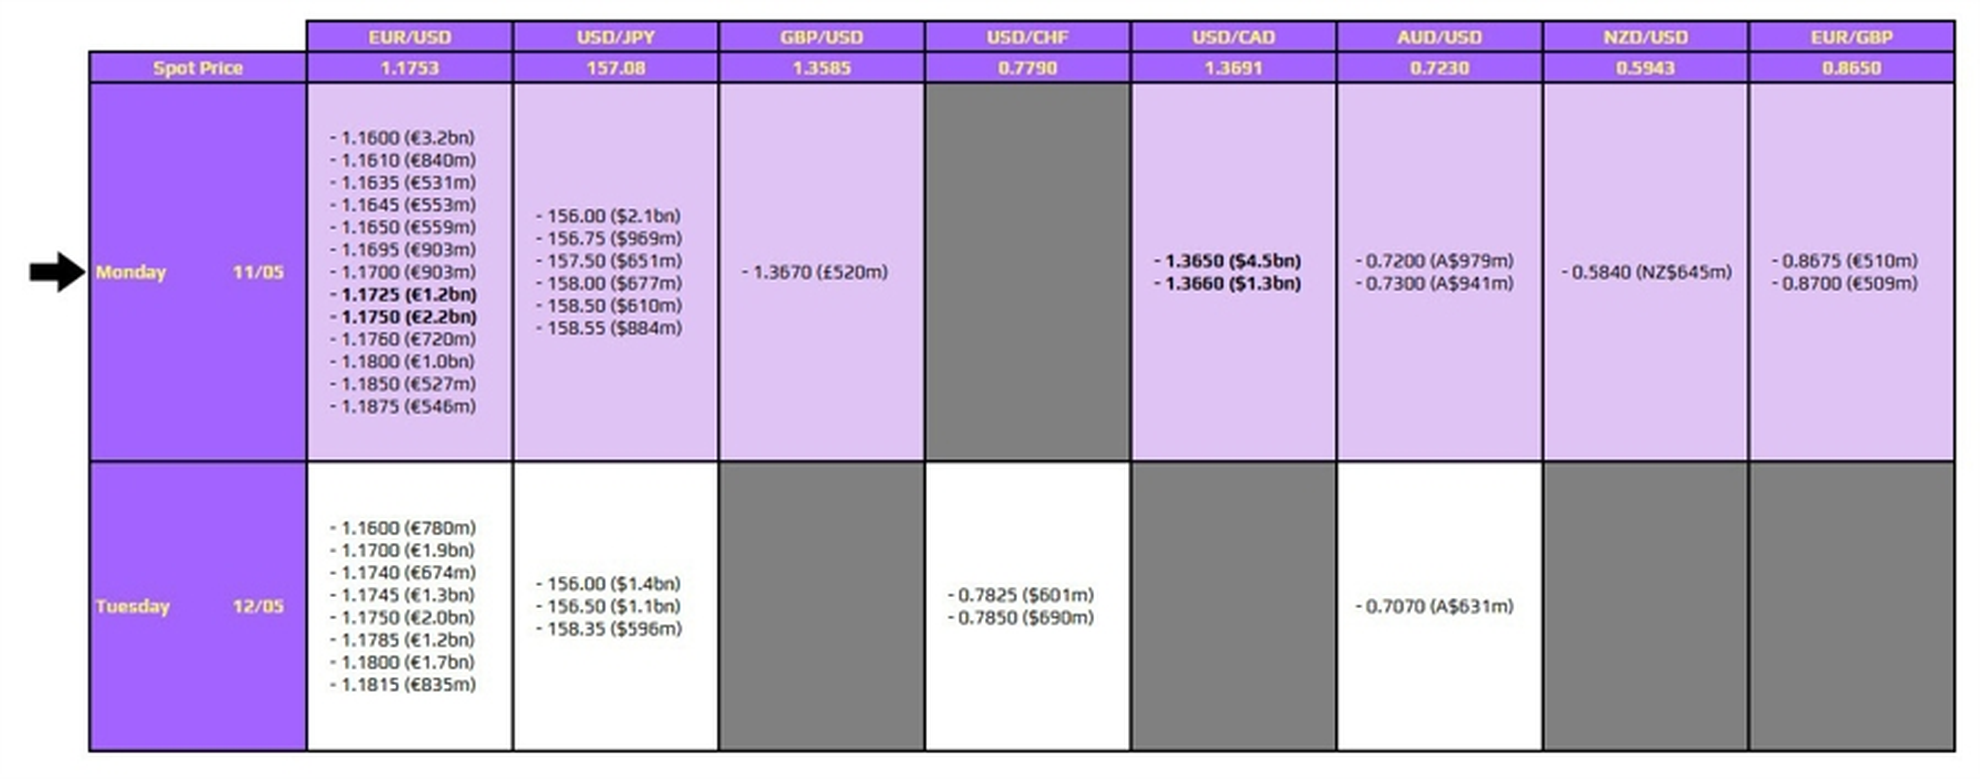 EUR/USD USD/JPY GBP/USD USD/CHF USD/CAD AUD/USD NZD/USD EUR/GBP
Spot Price 1.1753 157.08 1.3585 0.7790 1.3691 0.7230 0.5943 0.8650
Monday 11/05
- 1.1600 (€3.2bn)
- 1.1610 (€840m)
- 1.1635 (€531m)
- 1.1645 (€553m)
- 1.1650 (€559m)
- 1.1695 (€903m)
- 1.1700 (€903m)
- 1.1725 (€1.2bn)
- 1.1750 (€2.2bn)
- 1.1760 (€720m)
- 1.1800 (€1.0bn)
- 1.1850 (€527m)
- 1.1875 (€546m)
- 156.00 ($2.1bn)
- 156.75 ($969m)
- 157.50 ($651m)
- 158.00 ($677m)
- 158.50 ($610m)
- 158.55 ($884m)
- 1.3670 (£520m)
- 1.3650 ($4.5bn)
- 1.3660 ($1.3bn)
- 0.7200 (A$979m)
- 0.7300 (A$941m)
- 0.5840 (NZ$645m)
- 0.8675 (€510m)
- 0.8700 (€509m)
Tuesday 12/05
- 1.1600 (€780m)
- 1.1700 (€1.9bn)
- 1.1740 (€674m)
- 1.1745 (€1.3bn)
- 1.1750 (€2.0bn)
- 1.1785 (€1.2bn)
- 1.1800 (€1.7bn)
- 1.1815 (€835m)
- 156.00 ($1.4bn)
- 156.50 ($1.1bn)
- 158.35 ($596m)
- 0.7825 ($601m)
- 0.7850 ($690m)
- 0.7070 (A$631m)